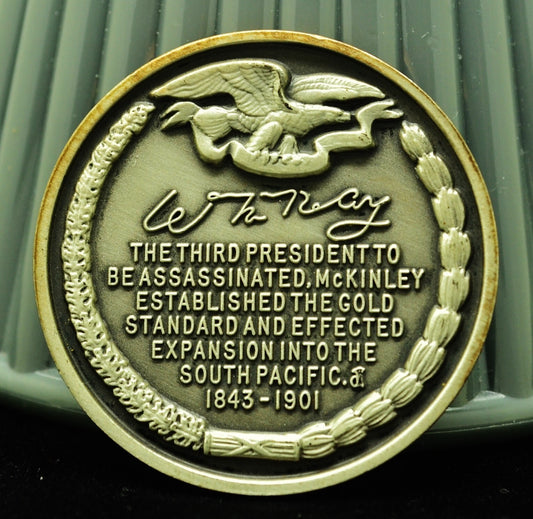 THE THIRD PRESIDENT TO
BE ASSASSINATED, McKINLEY
ESTABLISHED THE GOLD
STANDARD AND EFFECTED
EXPANSION INTO THE
SOUTH PACIFIC.
1843-1901